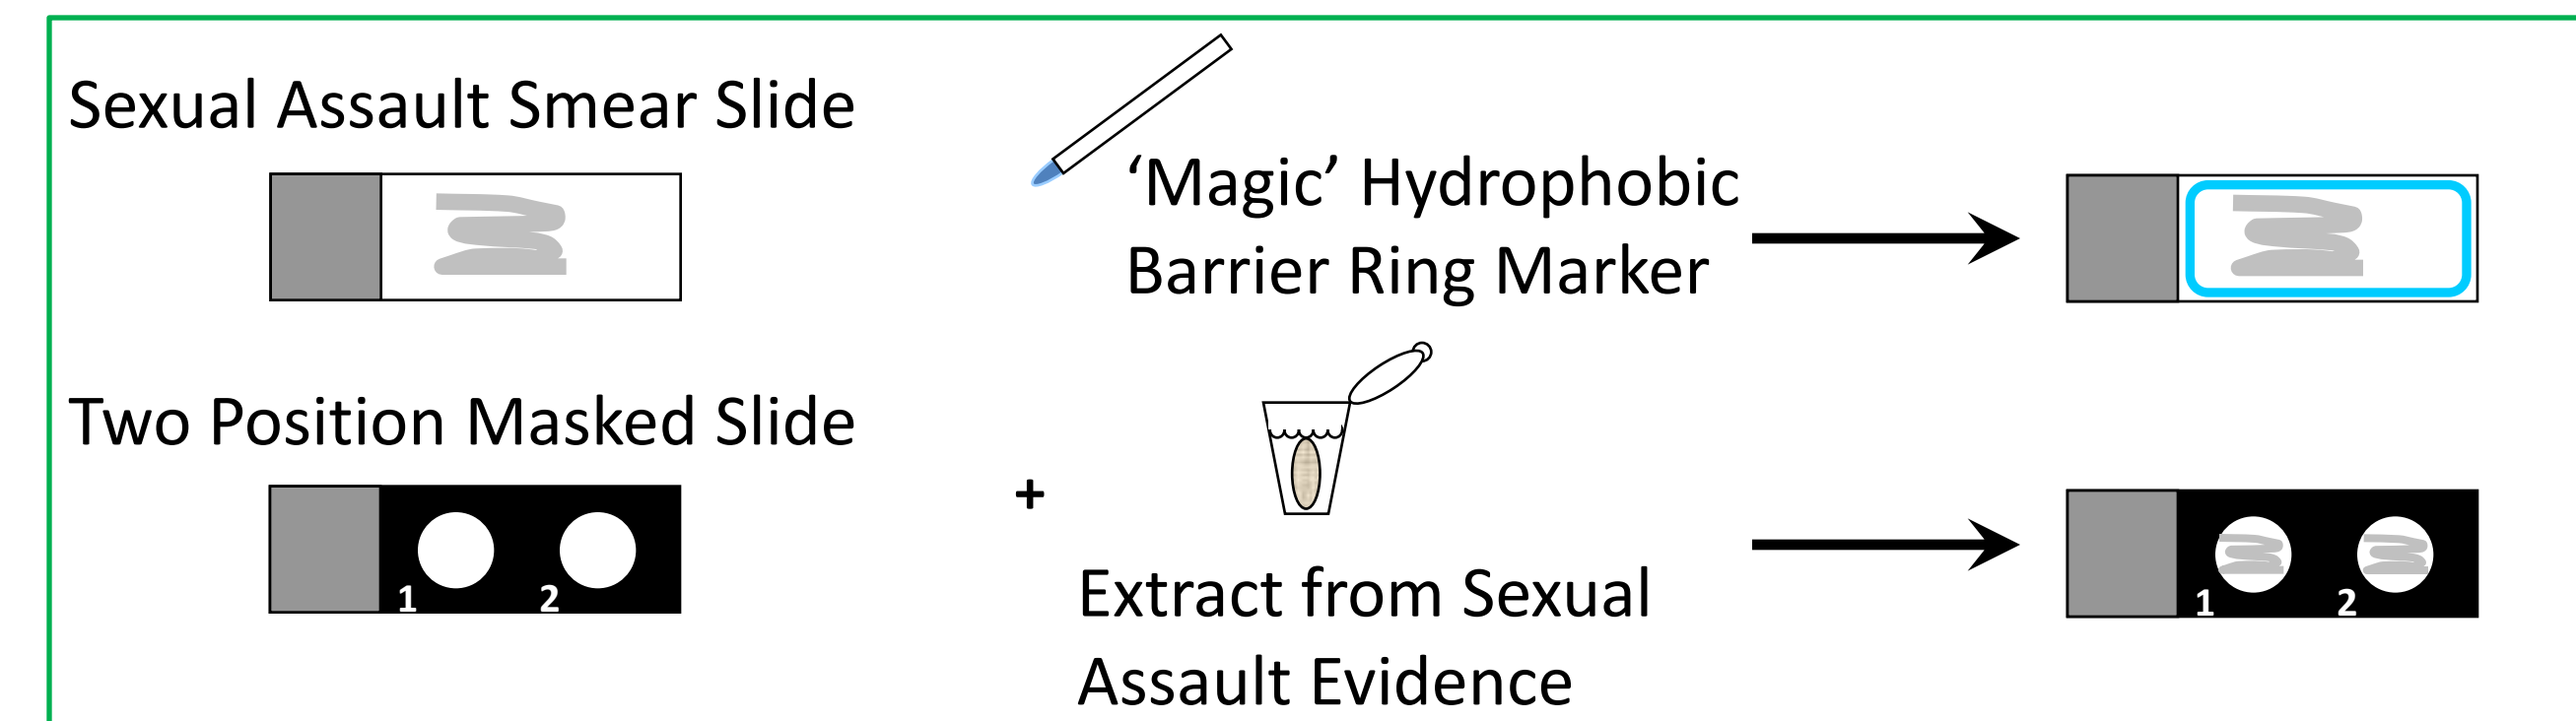 Sexual Assault Smear Slide
‘Magic’ Hydrophobic
Barrier Ring Marker
Two Position Masked Slide
1 2
+
Extract from Sexual
Assault Evidence
1 2